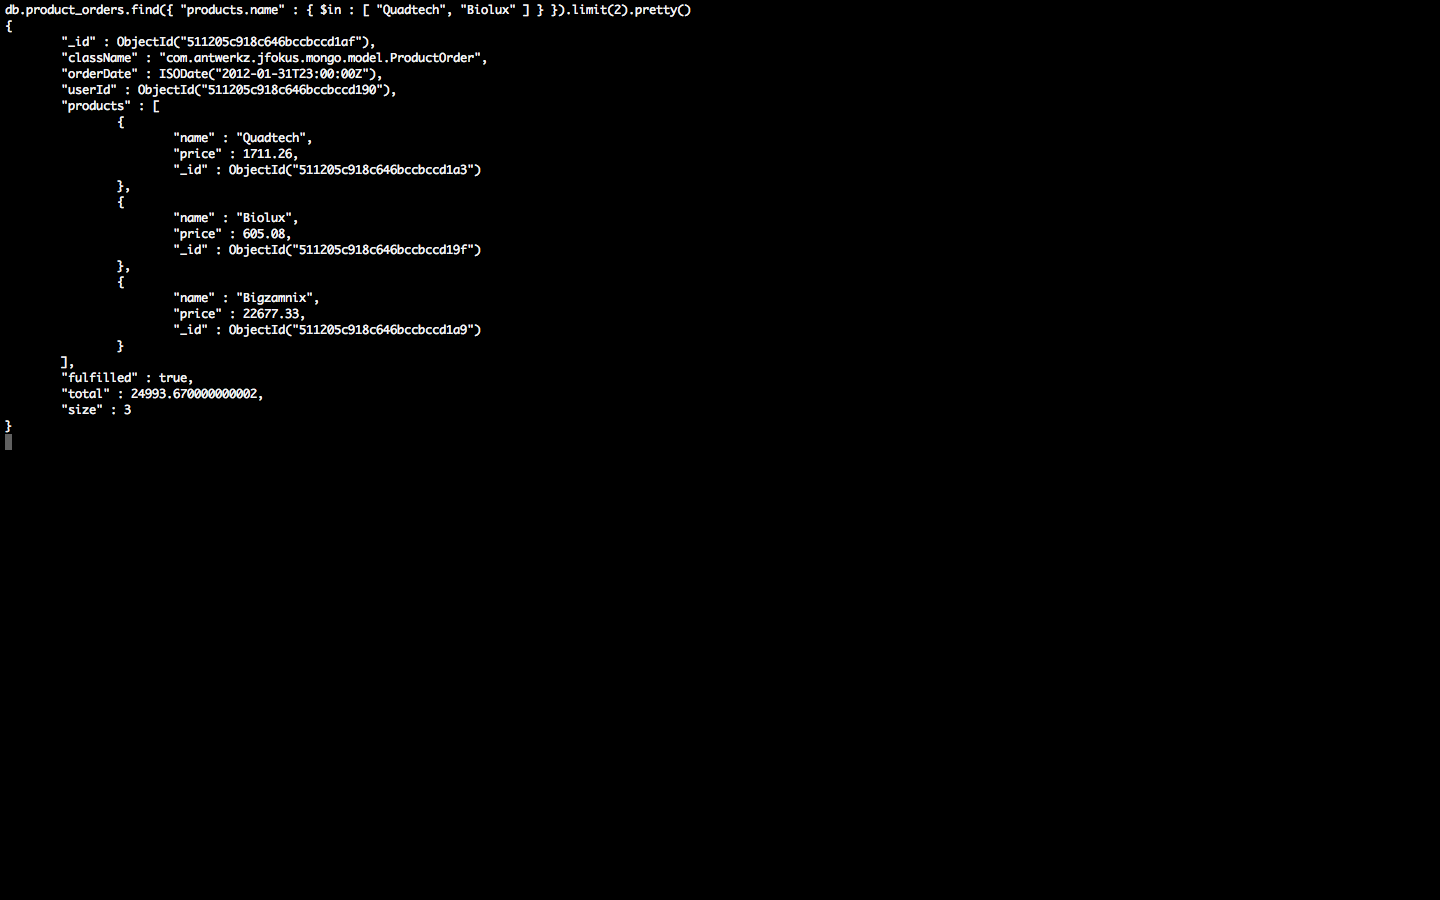 db.product_orders.find({ "products.name" : { $in : [ "Quadtech", "Biolux" ] } }).limit(2).pretty()
{
        "_id" : ObjectId("511205c918c646bccbccd1af"),
        "className" : "com.antwerkz.jfokus.mongo.model.ProductOrder",
        "orderDate" : ISODate("2012-01-31T23:00:00Z"),
        "userId" : ObjectId("511205c918c646bccbccd190"),
        "products" : [
                {
                        "name" : "Quadtech",
                        "price" : 1711.26,
                        "_id" : ObjectId("511205c918c646bccbccd1a3")
                },
                {
                        "name" : "Biolux",
                        "price" : 605.08,
                        "_id" : ObjectId("511205c918c646bccbccd19f")
                },
                {
                        "name" : "Bigzamnix",
                        "price" : 22677.33,
                        "_id" : ObjectId("511205c918c646bccbccd1a9")
                }
        ],
        "fulfilled" : true,
        "total" : 24993.670000000002,
        "size" : 3
}